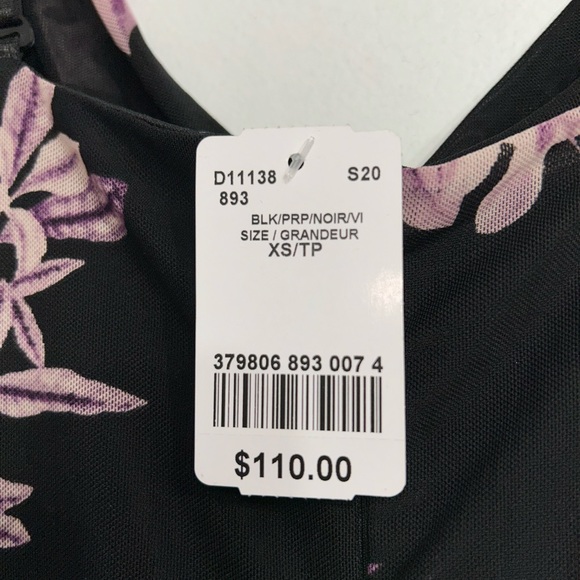 D11138 S20
893
BLK/PRP/NOIR/VI
SIZE / GRANDEUR
XS/TP
379806 893 007 4
$110.00